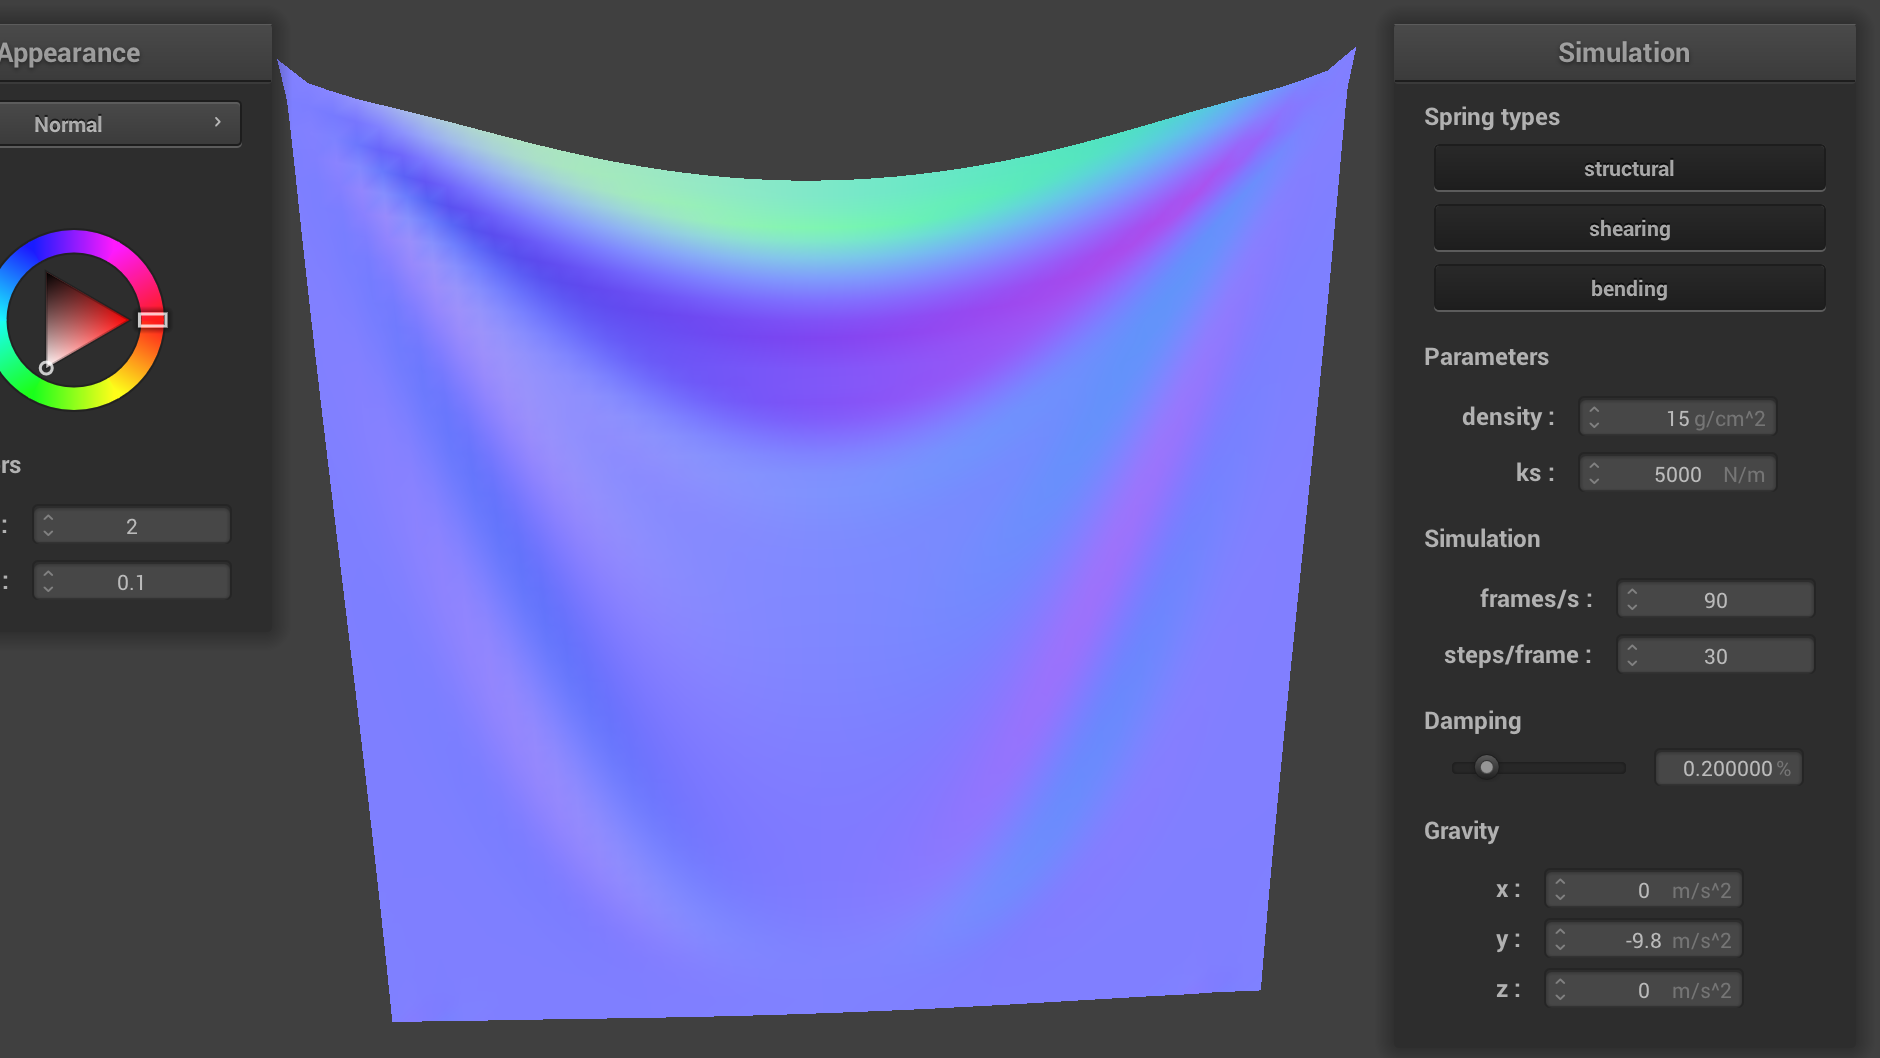 Appearance
Normal
rs
: 2
: 0.1
Simulation
Spring types
structural
shearing
bending
Parameters
density : 15 g/cm^2
ks : 5000 N/m
Simulation
frames/s : 90
steps/frame : 30
Damping
0.200000 %
Gravity
x : 0 m/s^2
y : -9.8 m/s^2
z : 0 m/s^2